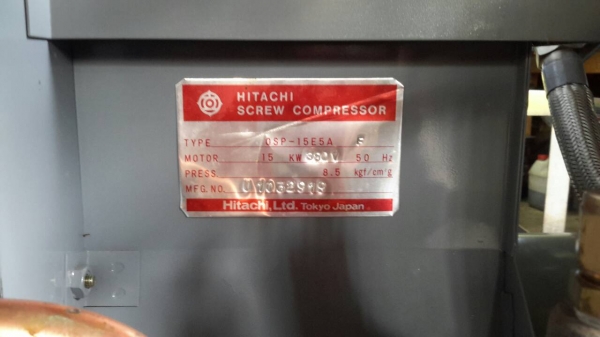 HITACHI
SCREW COMPRESSOR
TYPE OSP-15E5A
MOTOR 15 KW 380V 50 Hz
PRESS 8.5 kgf/cm²g
MFG.NO.
Hitachi, Ltd. Tokyo Japan